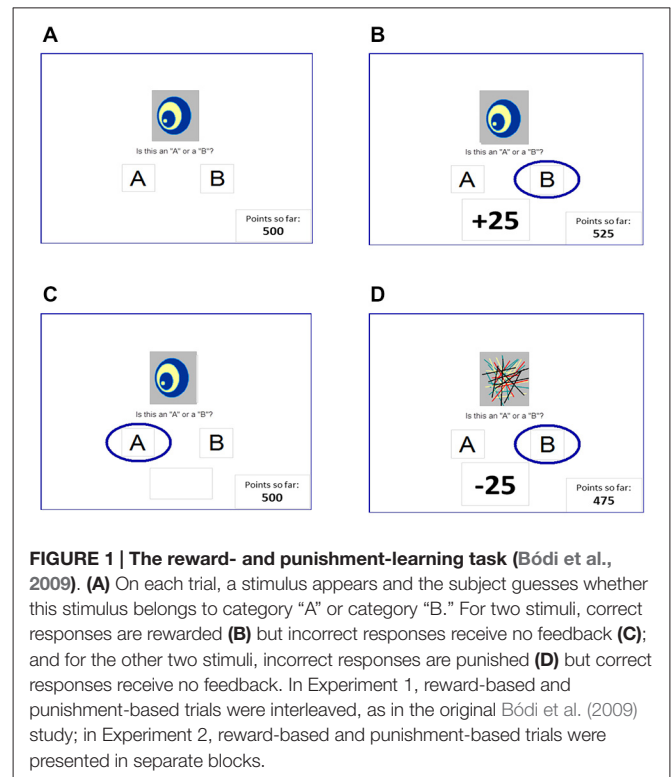 A
B
Is this an "A" or a "B"?
A B
Points so far:
500
Is this an "A" or a "B"?
A B
+25
Points so far:
525
C
D
Is this an "A" or a "B"?
A B
Points so far:
500
Is this an "A" or a "B"?
A B
-25
Points so far:
475
FIGURE 1 | The reward- and punishment-learning task (Bódi et al.,
2009). (A) On each trial, a stimulus appears and the subject guesses whether
this stimulus belongs to category “A” or category “B.” For two stimuli, correct
responses are rewarded (B) but incorrect responses receive no feedback (C);
and for the other two stimuli, incorrect responses are punished (D) but correct
responses receive no feedback. In Experiment 1, reward-based and
punishment-based trials were interleaved, as in the original Bódi et al. (2009)
study; in Experiment 2, reward-based and punishment-based trials were
presented in separate blocks.